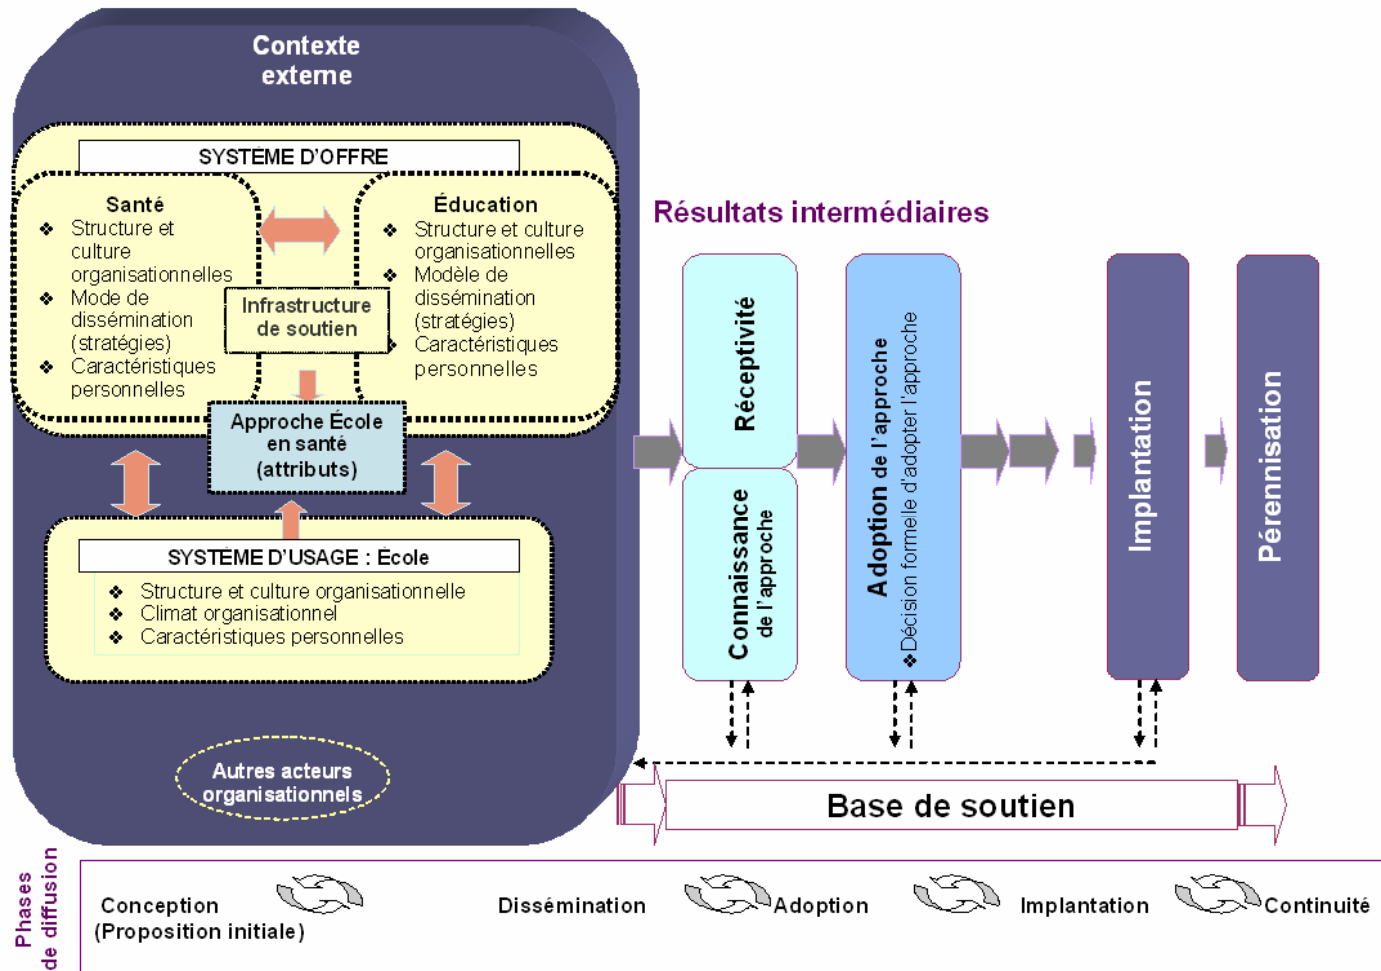 Contexte
externe
SYSTÈME D'OFFRE
Santé
❖ Structure et
culture
organisationnelles
❖ Mode de
dissémination
(stratégies)
❖ Caractéristiques
personnelles
Éducation
❖ Structure et culture
organisationnelles
❖ Modèle de
dissémination
(stratégies)
❖ Caractéristiques
personnelles
Infrastructure
de soutien
Approche École
en santé
(attributs)
SYSTÈME D'USAGE : École
❖ Structure et culture organisationnelle
❖ Climat organisationnel
❖ Caractéristiques personnelles
Autres acteurs
organisationnels
Résultats intermédiaires
Réceptivité
Connaissance
de l'approche
Adoption de l'approche
❖Décision formelle d'adopter l'approche
Implantation
Pérennisation
Base de soutien
Phases
de diffusion
Conception
(Proposition initiale)
Dissémination
Adoption
Implantation
Continuité